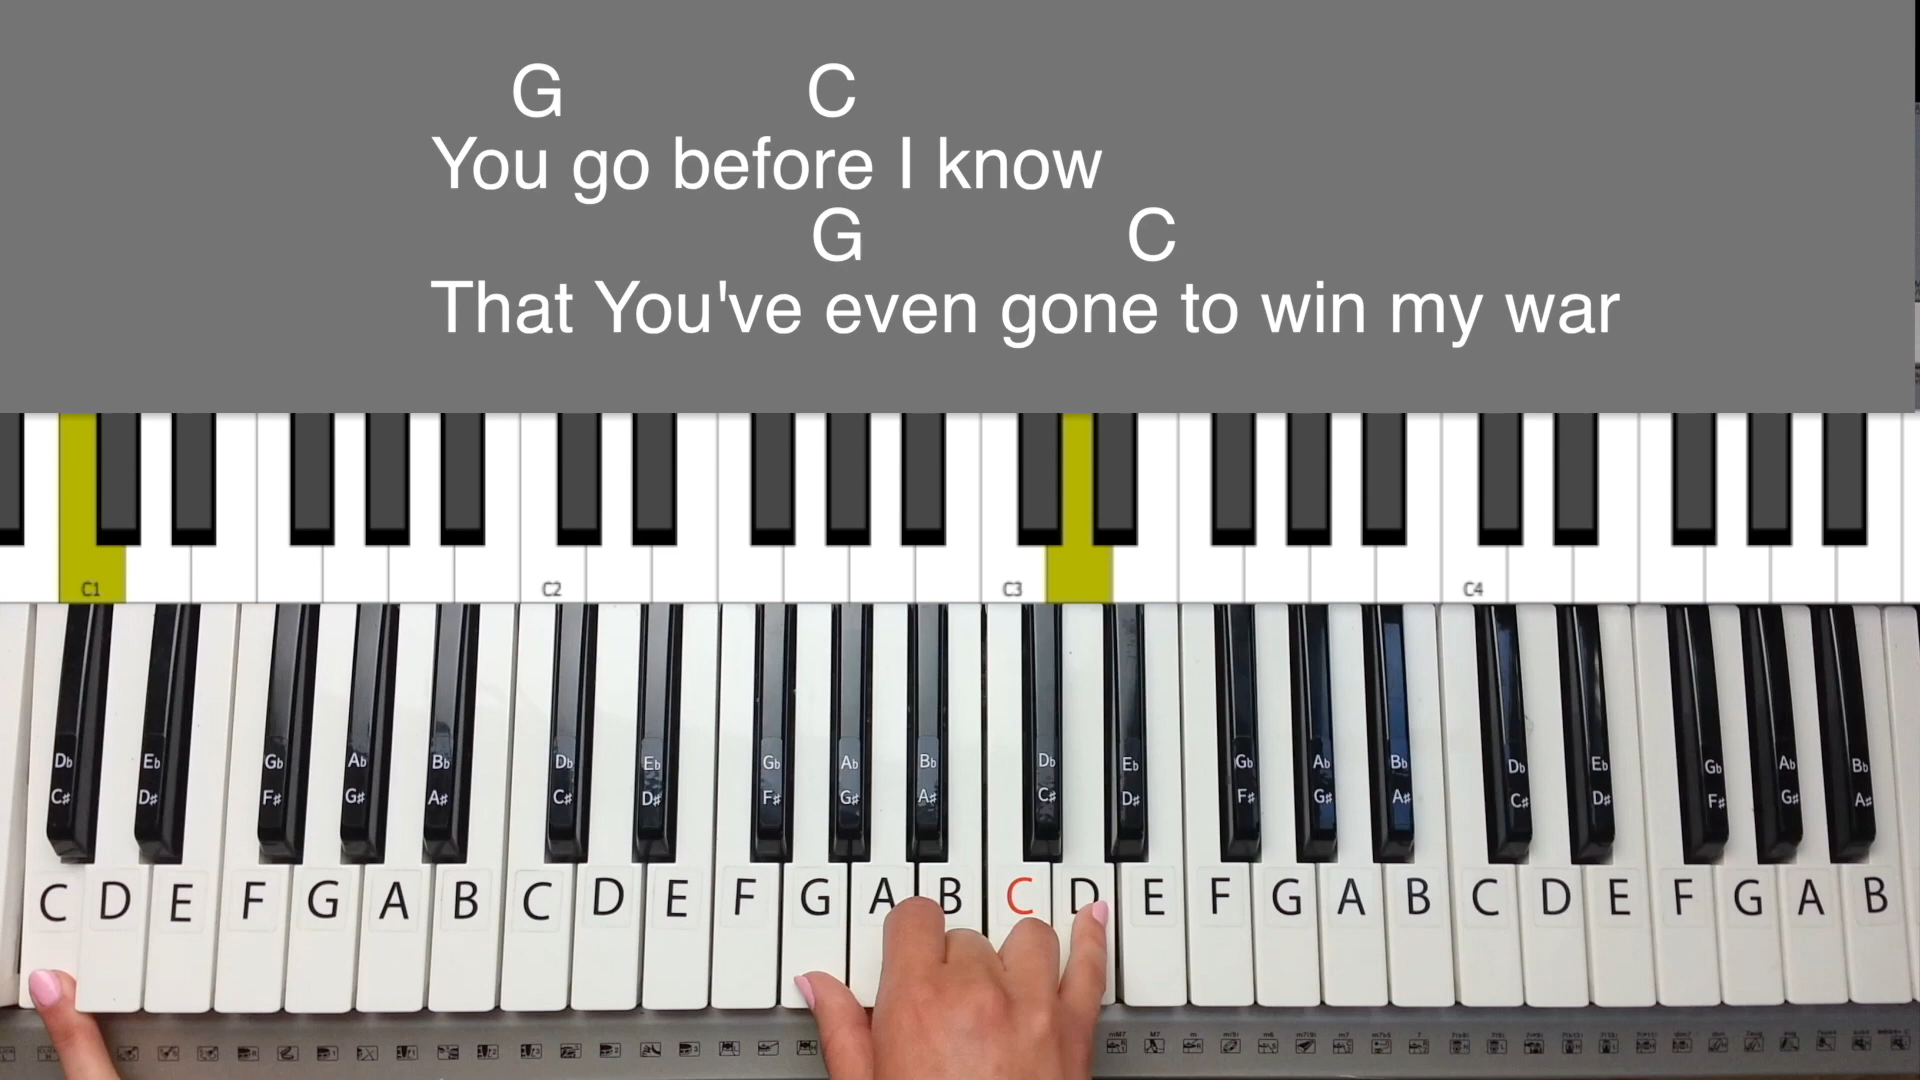 G C
You go before I know
G C
That You've even gone to win my war
C1 C2 C3 C4
Db Eb Gb Ab Bb Db Eb Gb Ab Bb Db Eb Gb Ab Bb Db Eb Gb Ab Bb
C♯ D♯ F♯ G♯ A♯ C♯ D♯ F♯ G♯ A♯ C♯ D♯ F♯ G♯ A♯ C♯ D♯ F♯ G♯ A♯
C D E F G A B C D E F G A B C D E F G A B C D E F G A B